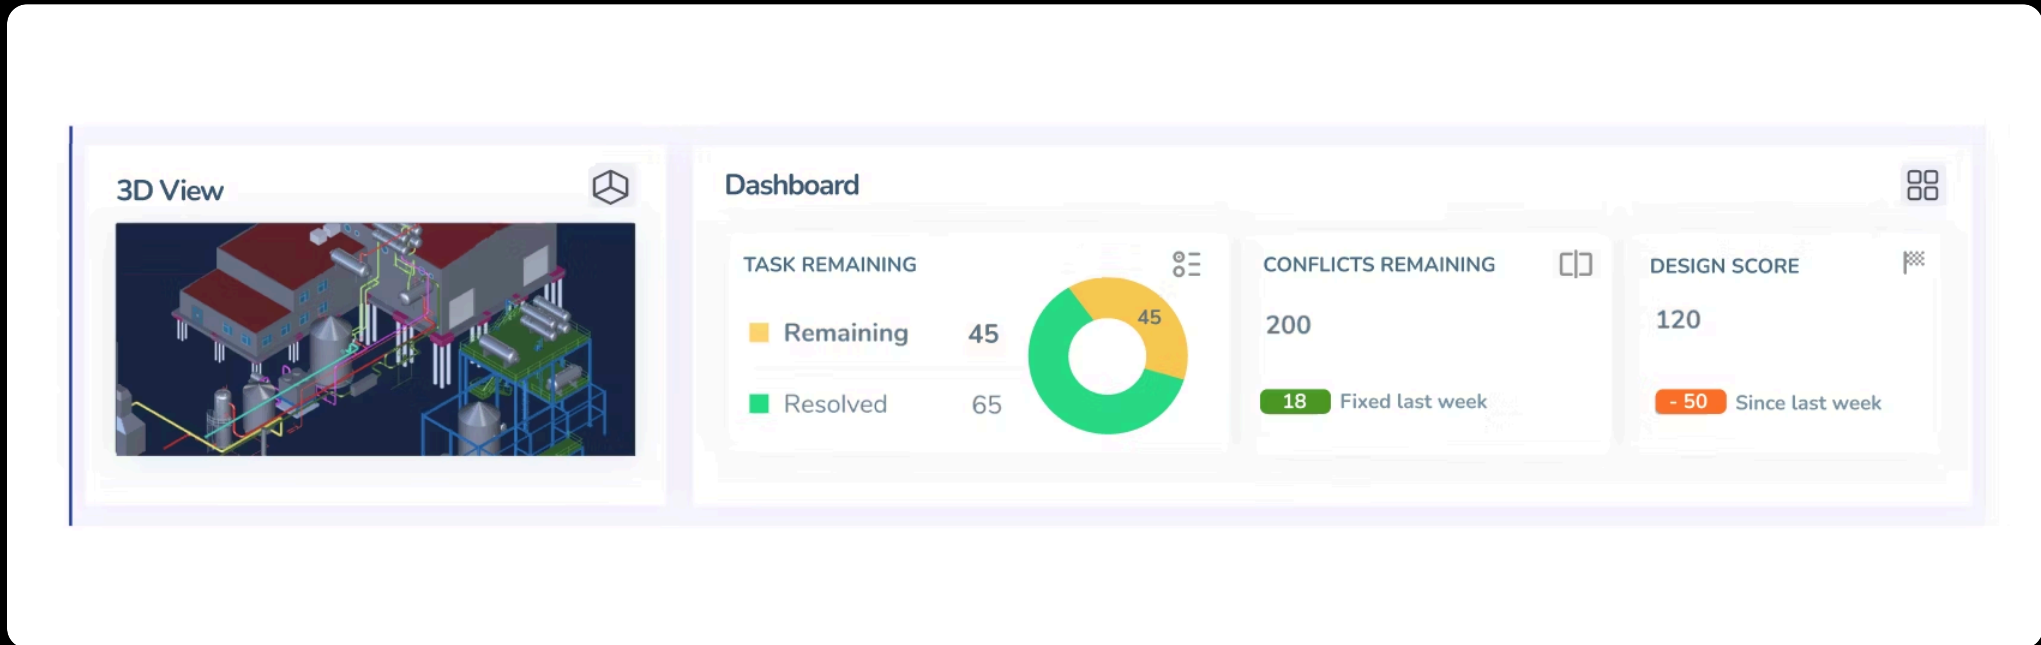 3D View
Dashboard
TASK REMAINING
Remaining 45
Resolved 65
45
CONFLICTS REMAINING
200
18 Fixed last week
DESIGN SCORE
120
- 50 Since last week